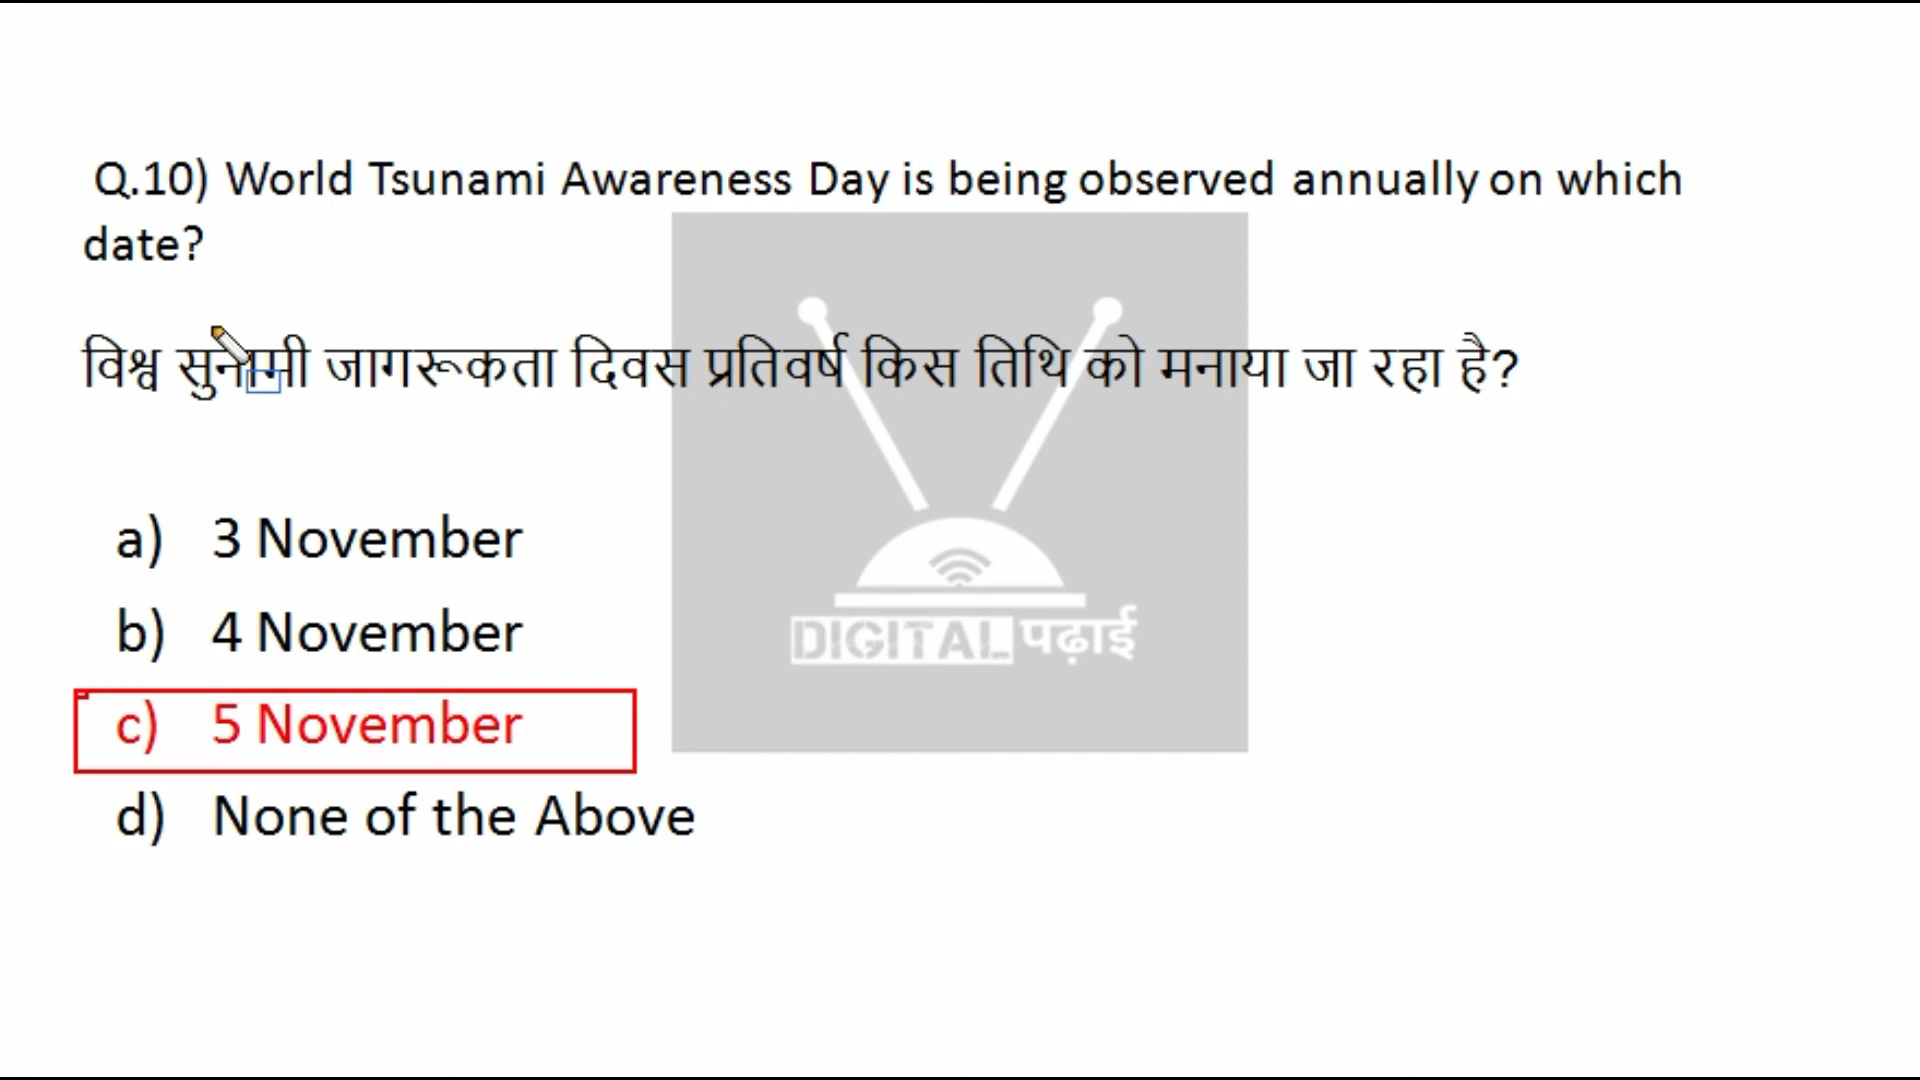 Q.10) World Tsunami Awareness Day is being observed annually on which
date?
विश्व सुनामी जागरूकता दिवस प्रतिवर्ष किस तिथि को मनाया जा रहा है?
a) 3 November
b) 4 November
c) 5 November
d) None of the Above
DIGITAL पढ़ाई